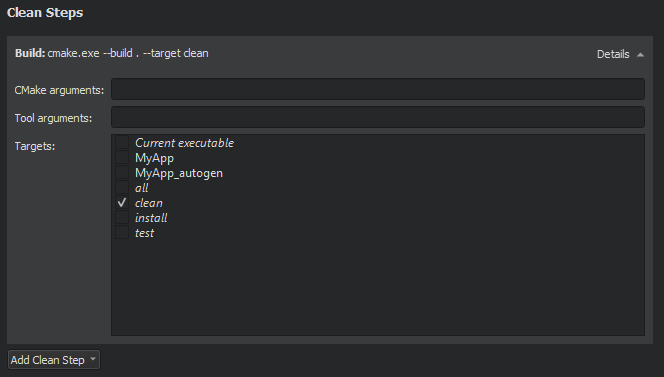 Clean Steps
Build: cmake.exe --build . --target clean
Details
CMake arguments:
Tool arguments:
Targets:
Current executable
MyApp
MyApp_autogen
all
clean
install
test
Add Clean Step